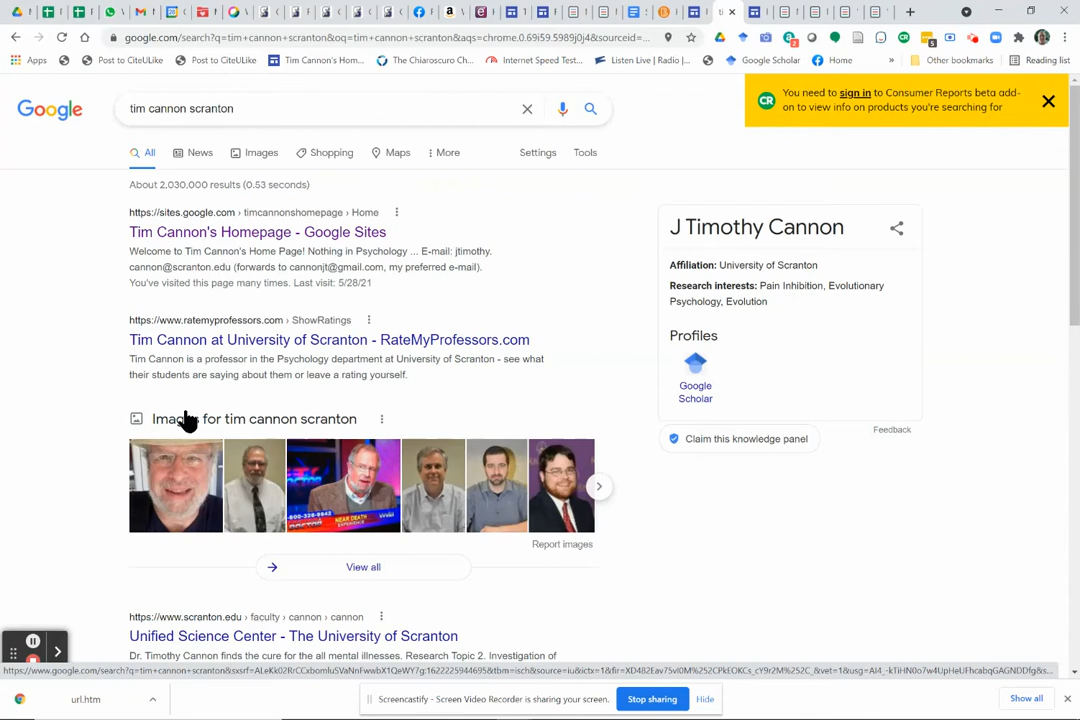 google.com/search?q=tim+cannon+scranton&oq=tim+cannon+scranton&aqs=chrome.0.69i59.5989j0j4&sourceid=...
Apps
Post to CiteULike
Post to CiteULike
Tim Cannon's Hom...
The Chiaroscuro Cha...
Internet Speed Test...
Listen Live | Radio |...
Google Scholar
Home
»
Other bookmarks
Reading list
Google
tim cannon scranton
CR
You need to sign in to Consumer Reports beta add-
on to view info on products you're searching for
All
News
Images
Shopping
Maps
More
Settings
Tools
About 2,030,000 results (0.53 seconds)
https://sites.google.com › timcannonshomepage › Home
Tim Cannon's Homepage - Google Sites
Welcome to Tim Cannon's Home Page! Nothing in Psychology ... E-mail: jtimothy.
cannon@scranton.edu (forwards to cannonjt@gmail.com, my preferred e-mail).
You've visited this page many times. Last visit: 5/28/21
https://www.ratemyprofessors.com › ShowRatings
Tim Cannon at University of Scranton - RateMyProfessors.com
Tim Cannon is a professor in the Psychology department at University of Scranton - see what
their students are saying about them or leave a rating yourself.
Images for tim cannon scranton
NEAR DEATH
Report images
View all
https://www.scranton.edu › faculty › cannon › cannon
Unified Science Center - The University of Scranton
Dr. Timothy Cannon finds the cure for the all mental illnesses. Research Topic 2. Investigation of
J Timothy Cannon
Affiliation: University of Scranton
Research interests: Pain Inhibition, Evolutionary
Psychology, Evolution
Profiles
Google
Scholar
Feedback
Claim this knowledge panel
url.htm
Screencastify - Screen Video Recorder is sharing your screen.
Stop sharing
Hide
Show all